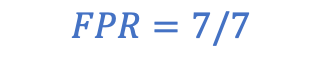 FPR = 7/7